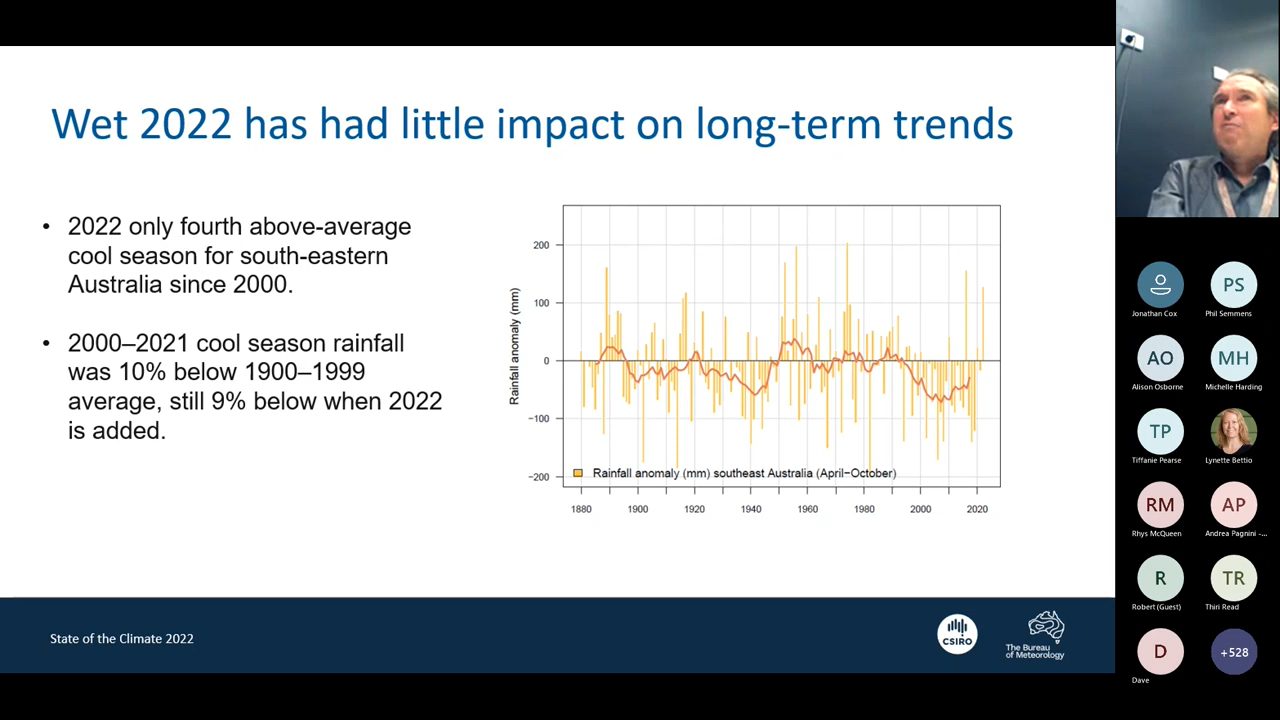 Wet 2022 has had little impact on long-term trends
• 2022 only fourth above-average
cool season for south-eastern
Australia since 2000.
• 2000–2021 cool season rainfall
was 10% below 1900–1999
average, still 9% below when 2022
is added.
Rainfall anomaly (mm)
200
100
0
−100
−200
Rainfall anomaly (mm) southeast Australia (April−October)
1880 1900 1920 1940 1960 1980 2000 2020
State of the Climate 2022
CSIRO
The Bureau
of Meteorology
Jonathan Cox
PS
Phil Semmens
AO
Alison Osborne
MH
Michelle Harding
TP
Tiffanie Pearse
Lynette Bettio
RM
Rhys McQueen
AP
Andrea Pagnini -...
R
Robert (Guest)
TR
Thiri Read
D
Dave
+528